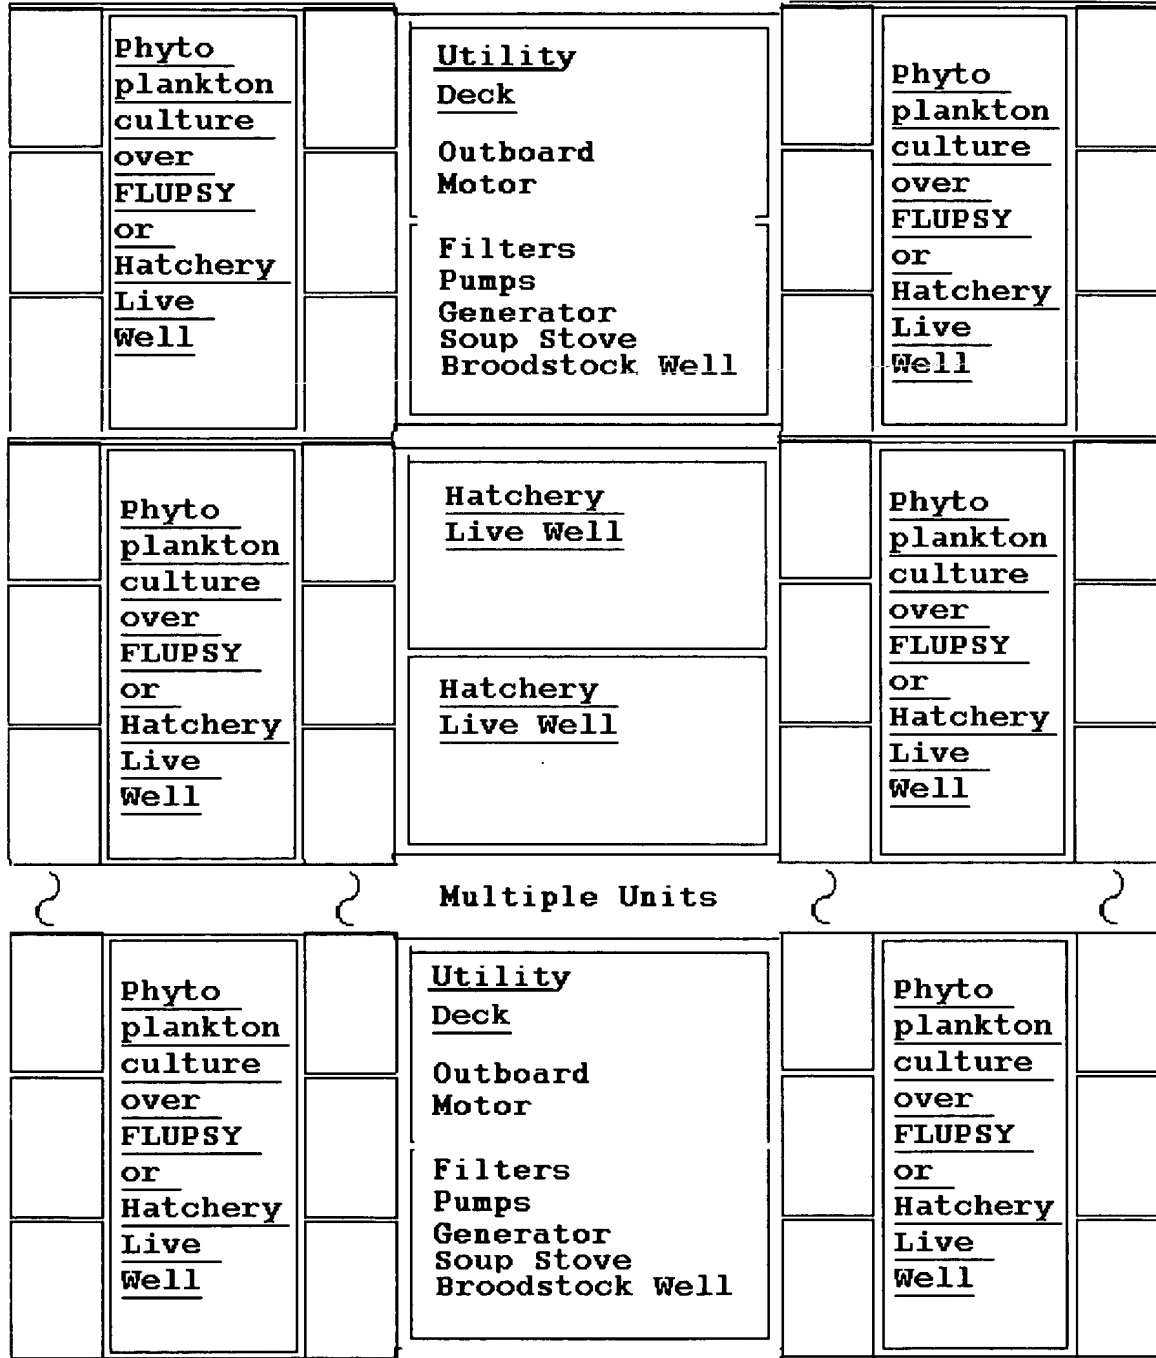 Phyto
plankton
culture
over
FLUPSY
or
Hatchery
Live
Well
Utility
Deck
Outboard
Motor
Filters
Pumps
Generator
Soup Stove
Broodstock Well
Phyto
plankton
culture
over
FLUPSY
or
Hatchery
Live
Well
Phyto
plankton
culture
over
FLUPSY
or
Hatchery
Live
Well
Hatchery
Live Well
Hatchery
Live Well
Phyto
plankton
culture
over
FLUPSY
or
Hatchery
Live
Well
Multiple Units
Phyto
plankton
culture
over
FLUPSY
or
Hatchery
Live
Well
Utility
Deck
Outboard
Motor
Filters
Pumps
Generator
Soup Stove
Broodstock Well
Phyto
plankton
culture
over
FLUPSY
or
Hatchery
Live
Well